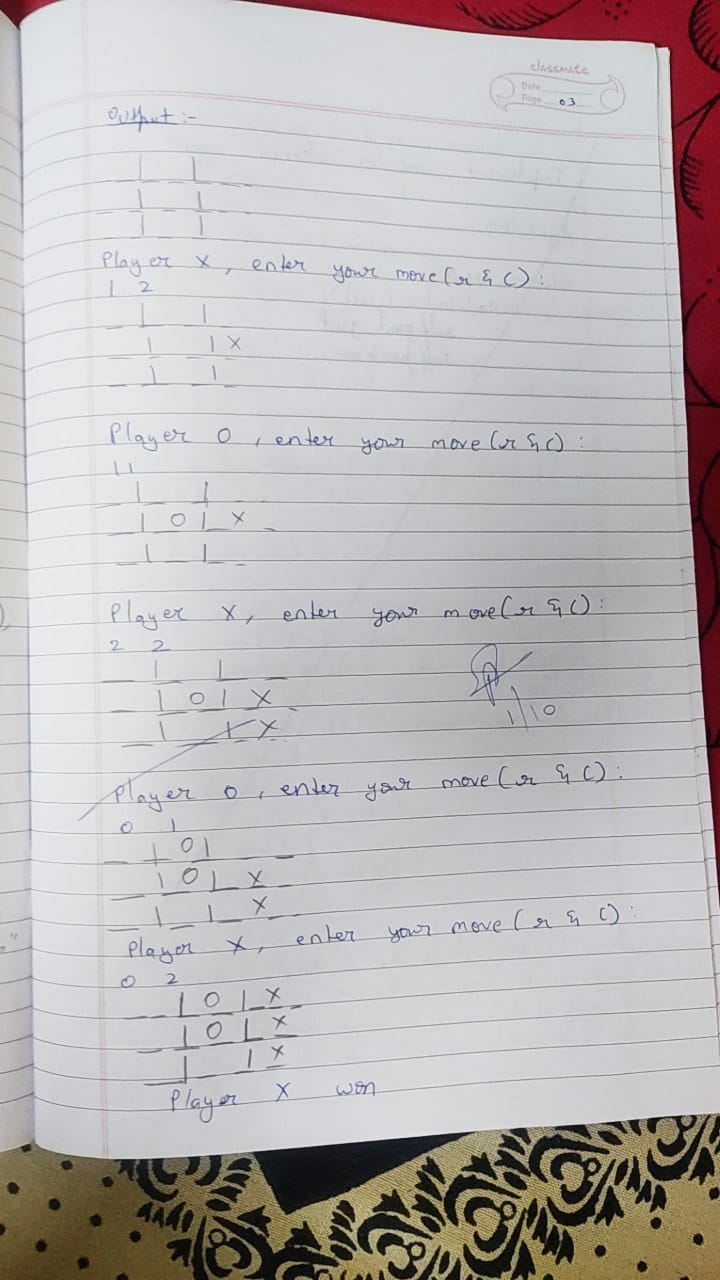 classmate
Date
Page 03
Output :-
| |
| |
| |
Player X, enter your move (r & c) :
1 2
| |
| | X
| |
Player O, enter your move (r & c) :
1 1
| |
| O | X
| |
Player X, enter your move (r & c) :
2 2
| |
| O | X
| | X
1/10
Player O, enter your move (r & c) :
0 1
| O |
| O | X
| | X
Player X, enter your move (r & c) :
0 2
| O | X
| O | X
| | X
Player X won